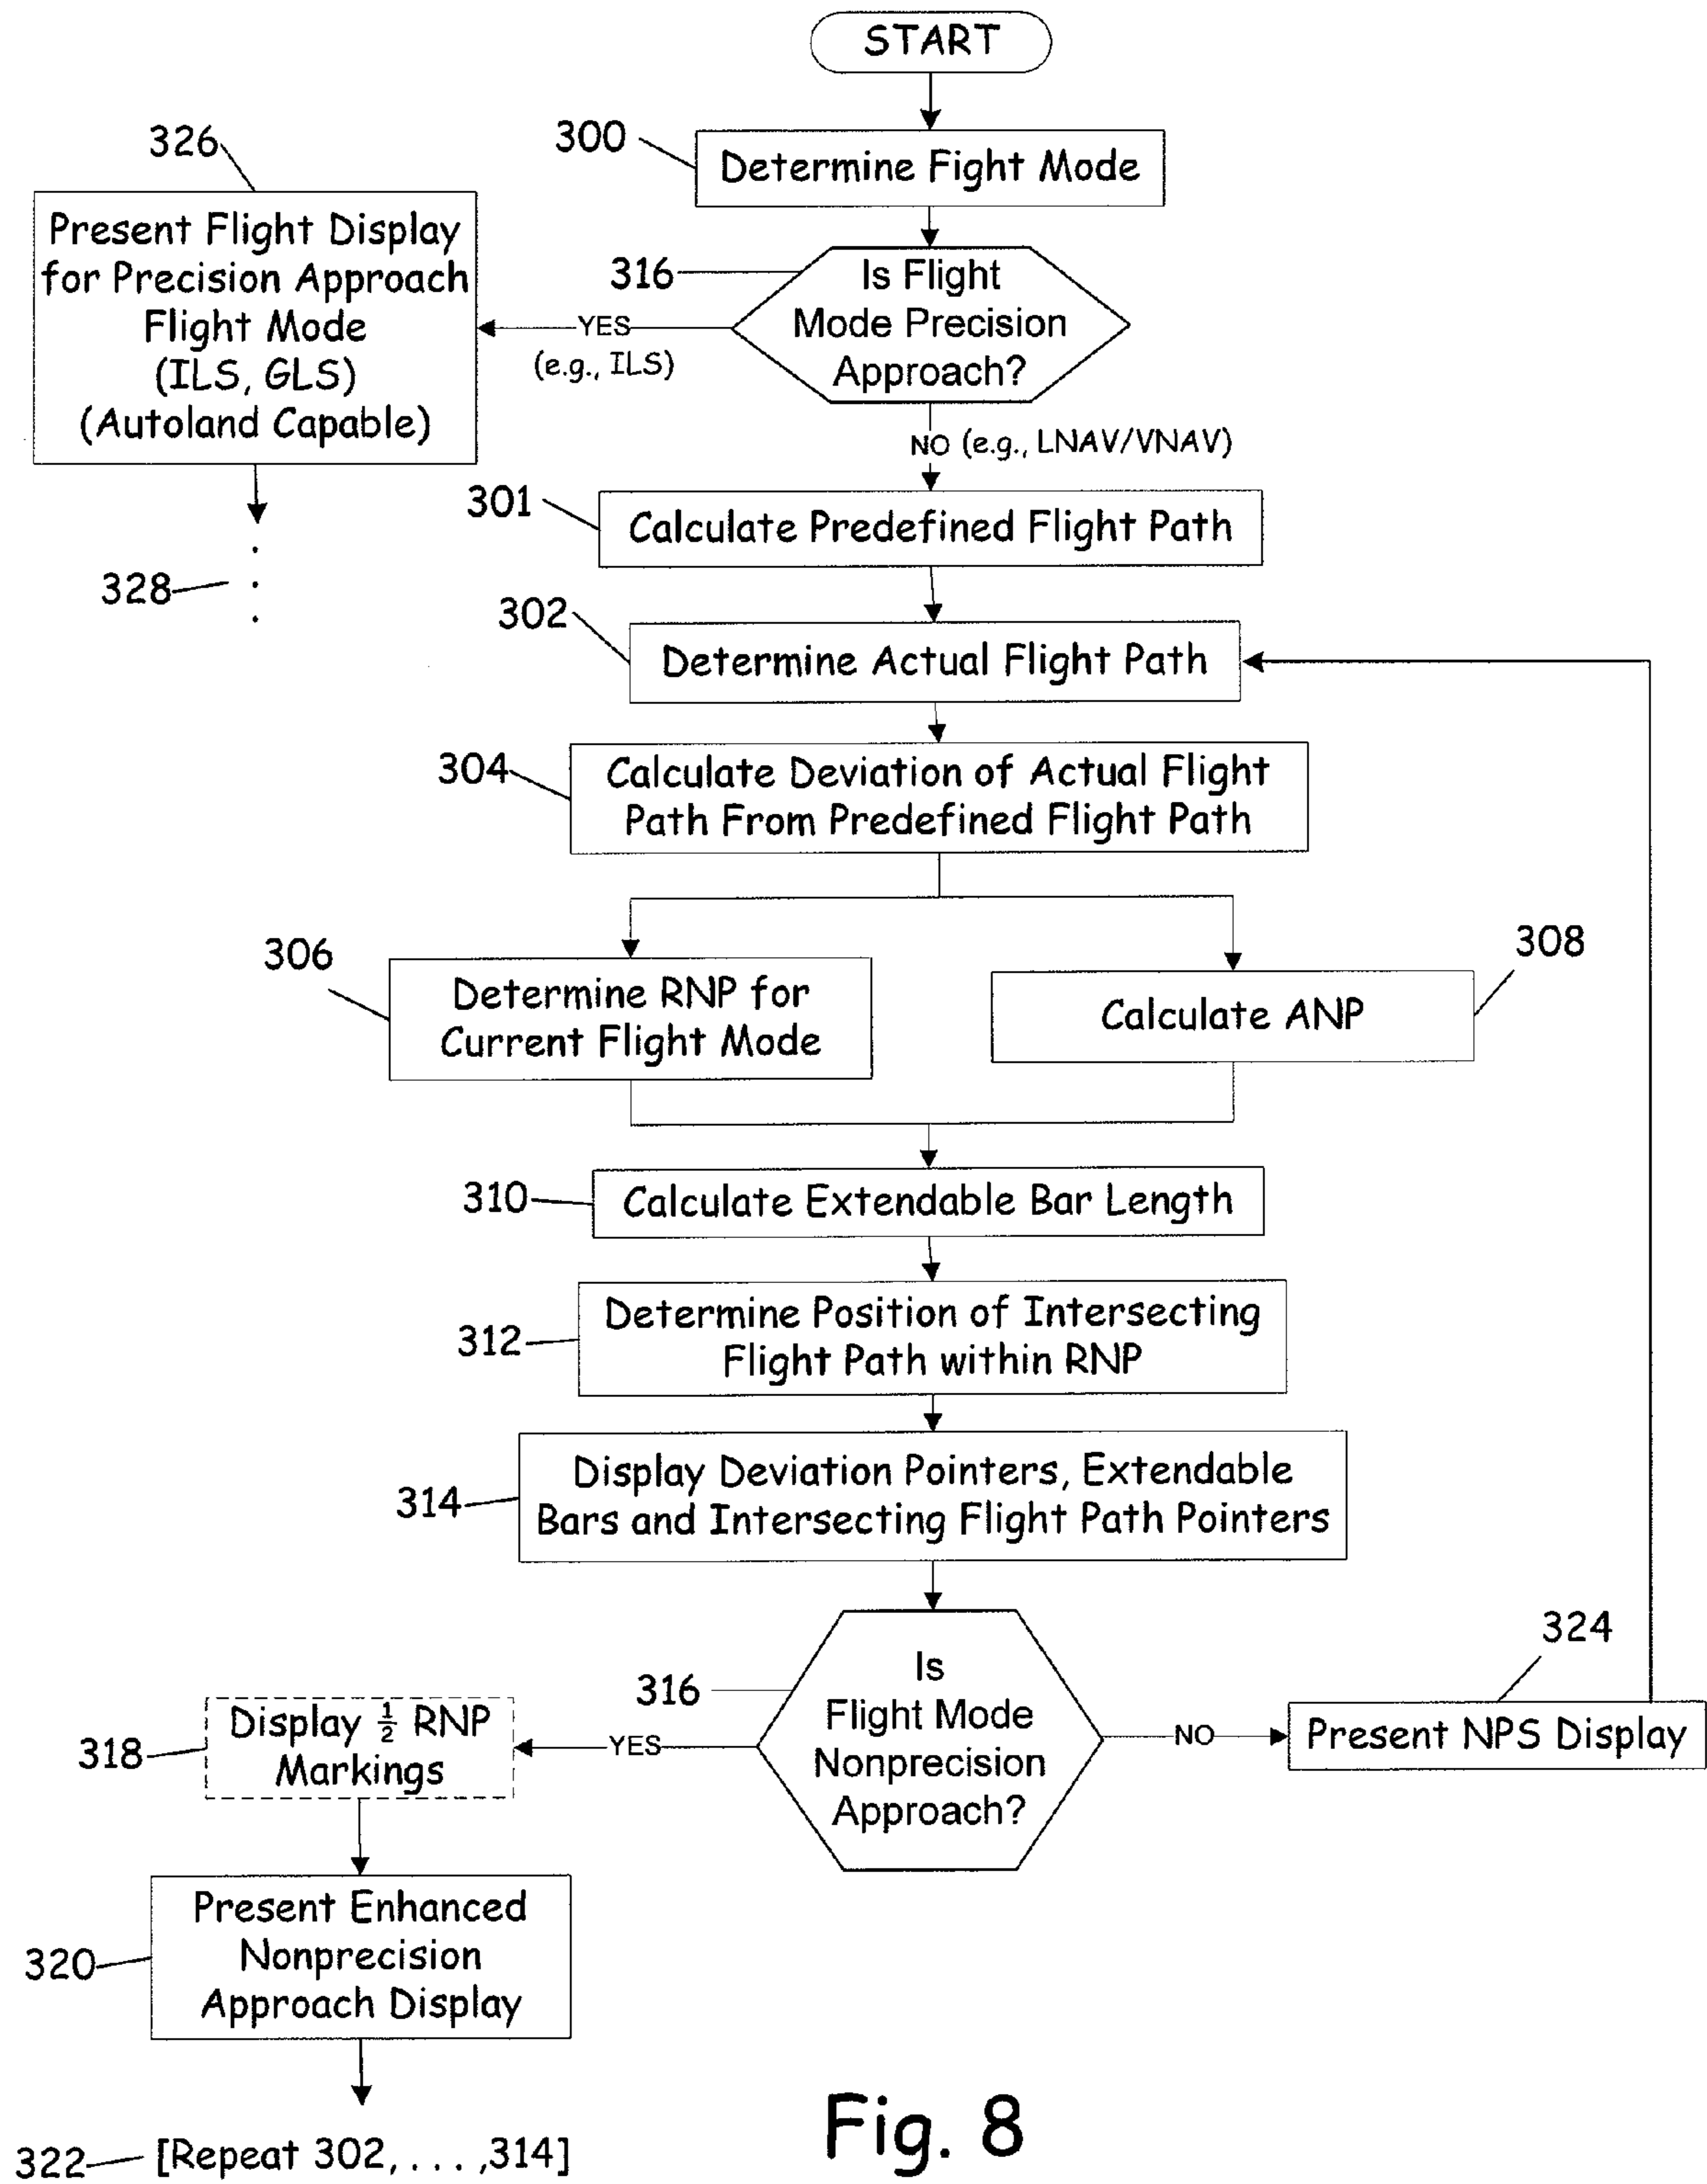 START
300
Determine Fight Mode
326
Present Flight Display
for Precision Approach
Flight Mode
(ILS, GLS)
(Autoland Capable)
316
Is Flight
Mode Precision
Approach?
YES
(e.g., ILS)
NO (e.g., LNAV/VNAV)
328
301
Calculate Predefined Flight Path
302
Determine Actual Flight Path
304
Calculate Deviation of Actual Flight
Path From Predefined Flight Path
306
Determine RNP for
Current Flight Mode
308
Calculate ANP
310
Calculate Extendable Bar Length
312
Determine Position of Intersecting
Flight Path within RNP
314
Display Deviation Pointers, Extendable
Bars and Intersecting Flight Path Pointers
316
Is
Flight Mode
Nonprecision
Approach?
YES
NO
324
Present NPS Display
318
Display ½ RNP
Markings
320
Present Enhanced
Nonprecision
Approach Display
322
[Repeat 302, . . . ,314]
Fig. 8